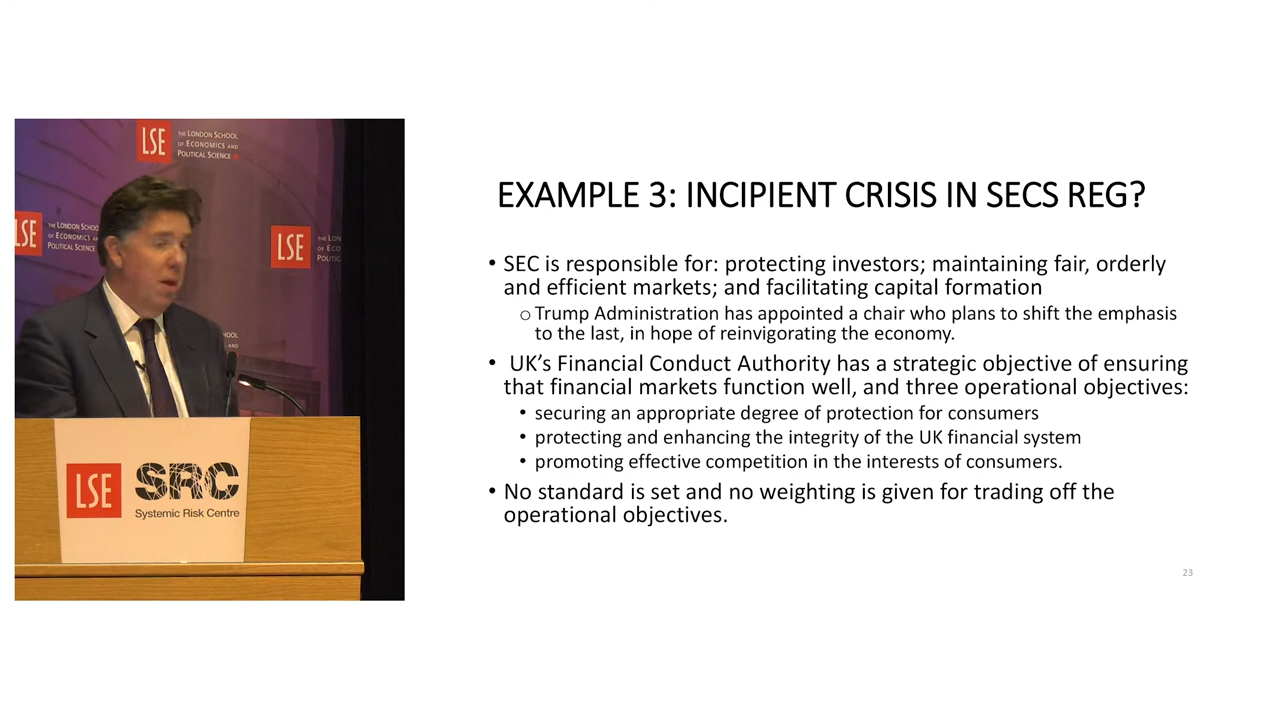 LSE
THE LONDON SCHOOL
OF ECONOMICS AND
POLITICAL SCIENCE
LSE
THE LONDON SCHOO
OF ECONOMICS AN
POLITICAL SCIENCE
LSE
THE LON
OF ECO
POLITIC
SCHOOL
AND
LSE
SRC
Systemic Risk Centre
EXAMPLE 3: INCIPIENT CRISIS IN SECS REG?
• SEC is responsible for: protecting investors; maintaining fair, orderly
and efficient markets; and facilitating capital formation
o Trump Administration has appointed a chair who plans to shift the emphasis
to the last, in hope of reinvigorating the economy.
• UK’s Financial Conduct Authority has a strategic objective of ensuring
that financial markets function well, and three operational objectives:
• securing an appropriate degree of protection for consumers
• protecting and enhancing the integrity of the UK financial system
• promoting effective competition in the interests of consumers.
• No standard is set and no weighting is given for trading off the
operational objectives.
23